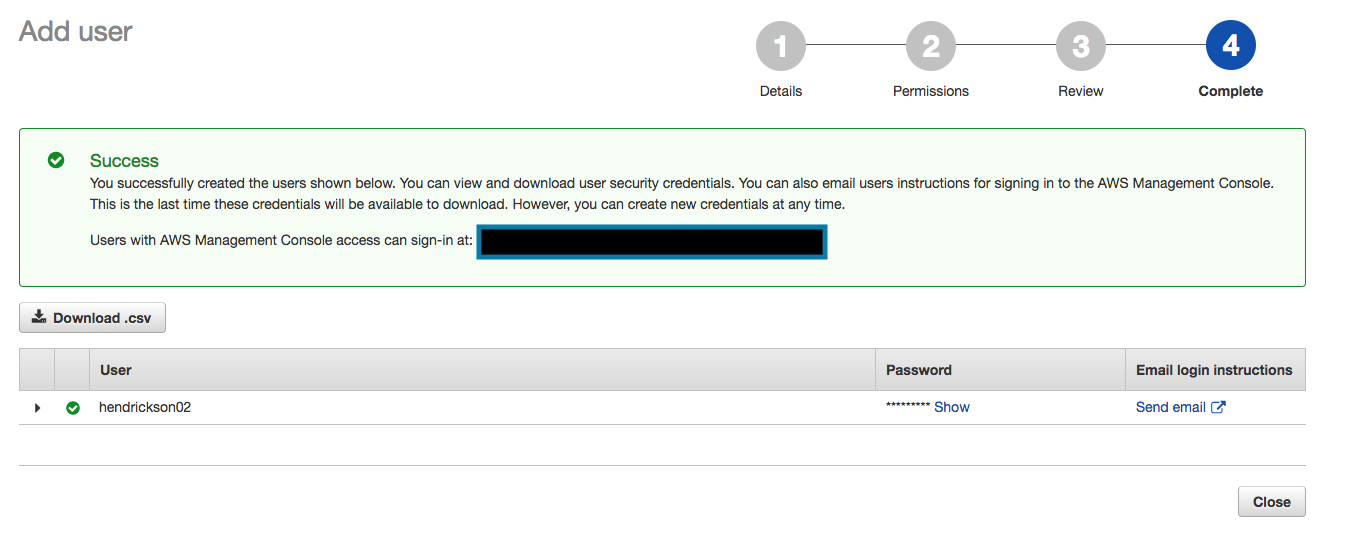 Add user
1 2 3 4
Details Permissions Review Complete
Success
You successfully created the users shown below. You can view and download user security credentials. You can also email users instructions for signing in to the AWS Management Console.
This is the last time these credentials will be available to download. However, you can create new credentials at any time.
Users with AWS Management Console access can sign-in at:
Download .csv
User Password Email login instructions
hendrickson02 ********* Show Send email
Close